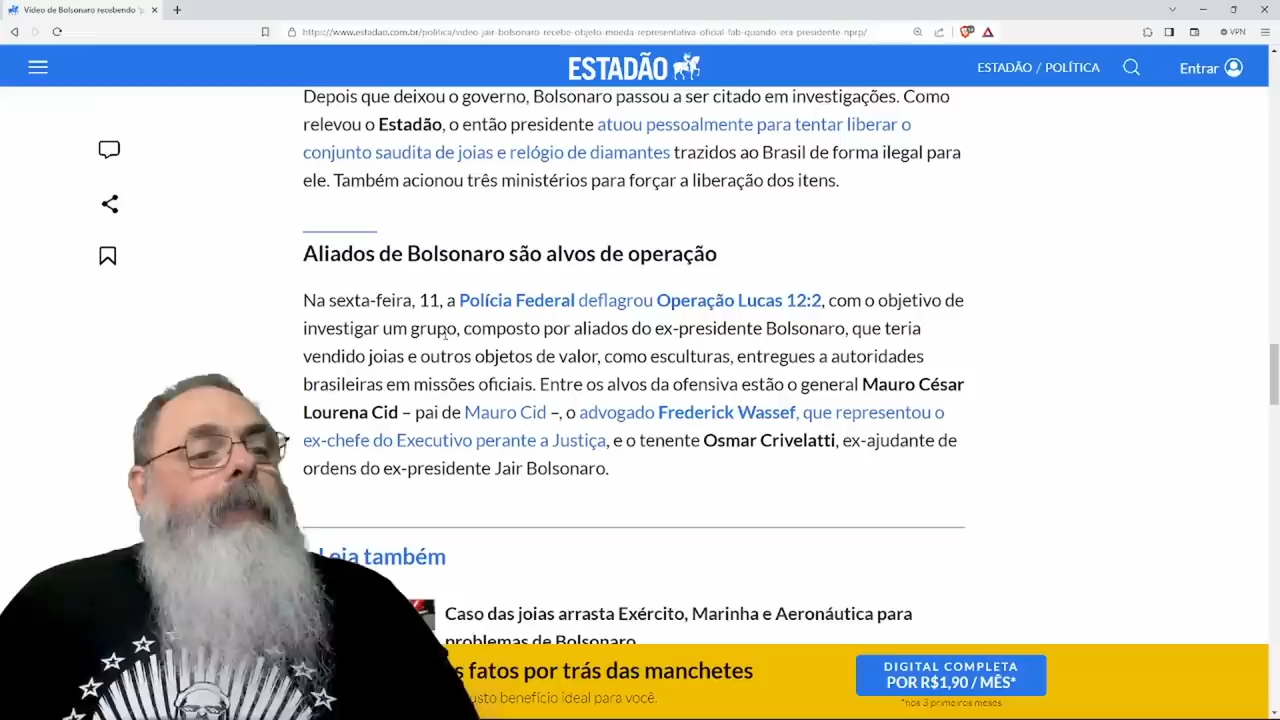 Vídeo de Bolsonaro recebendo 'p
https://www.estadao.com.br/politica/video-jair-bolsonaro-recebe-objeto-moeda-representativa-oficial-fab-quando-era-presidente-nprp/
VPN
ESTADÃO
ESTADÃO / POLÍTICA
Entrar
Depois que deixou o governo, Bolsonaro passou a ser citado em investigações. Como
relevou o Estadão, o então presidente atuou pessoalmente para tentar liberar o
conjunto saudita de joias e relógio de diamantes trazidos ao Brasil de forma ilegal para
ele. Também acionou três ministérios para forçar a liberação dos itens.
Aliados de Bolsonaro são alvos de operação
Na sexta-feira, 11, a Polícia Federal deflagrou Operação Lucas 12:2, com o objetivo de
investigar um grupo, composto por aliados do ex-presidente Bolsonaro, que teria
vendido joias e outros objetos de valor, como esculturas, entregues a autoridades
brasileiras em missões oficiais. Entre os alvos da ofensiva estão o general Mauro César
Lourena Cid – pai de Mauro Cid –, o advogado Frederick Wassef, que representou o
ex-chefe do Executivo perante a Justiça, e o tenente Osmar Crivelatti, ex-ajudante de
ordens do ex-presidente Jair Bolsonaro.
Leia também
Caso das joias arrasta Exército, Marinha e Aeronáutica para
problemas de Bolsonaro
s fatos por trás das manchetes
usto benefício ideal para você.
DIGITAL COMPLETA
POR R$1,90 / MÊS*
*nos 3 primeiros meses